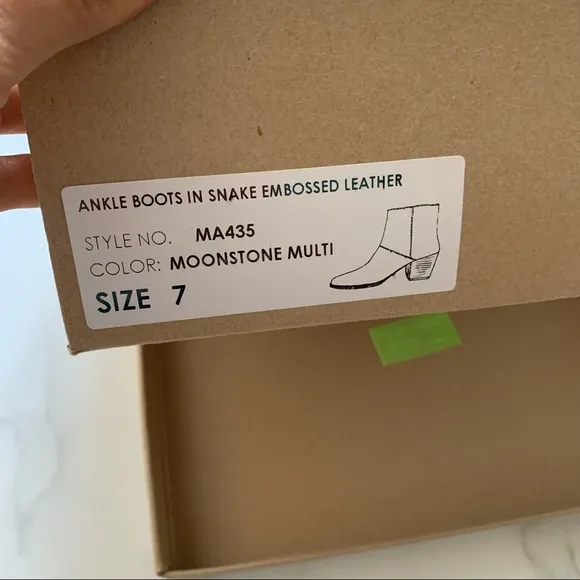 ANKLE BOOTS IN SNAKE EMBOSSED LEATHER
STYLE NO. MA435
COLOR: MOONSTONE MULTI
SIZE 7